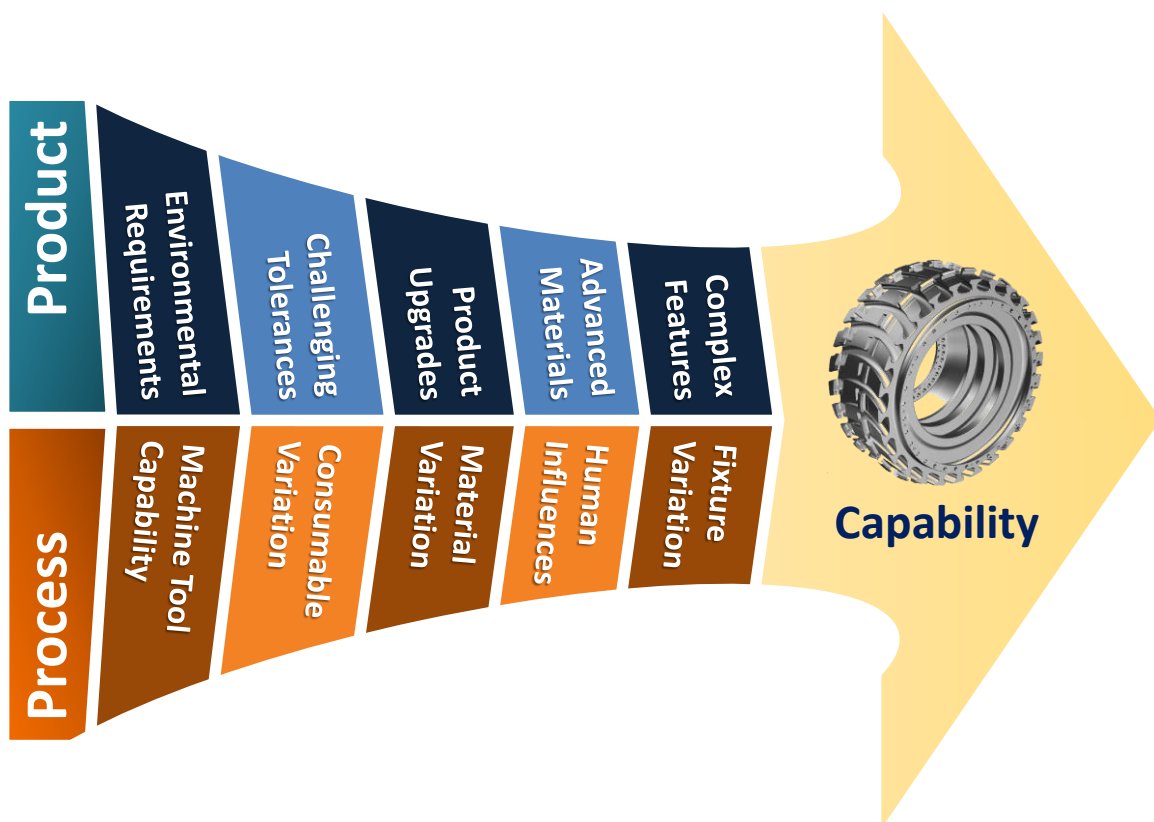 Product
Environmental
Requirements
Challenging
Tolerances
Product
Upgrades
Advanced
Materials
Complex
Features
Process
Machine Tool
Capability
Consumable
Variation
Material
Variation
Human
Influences
Fixture
Variation
Capability